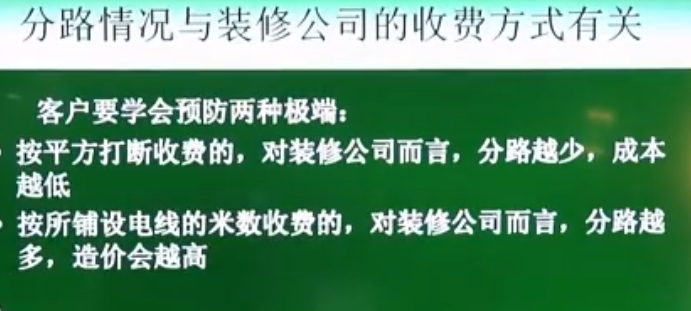 分路情况与装修公司的收费方式有关
客户要学会预防两种极端：
· 按平方打断收费的，对装修公司而言，分路越少，成本
越低
· 按所铺设电线的米数收费的，对装修公司而言，分路越
多，造价会越高